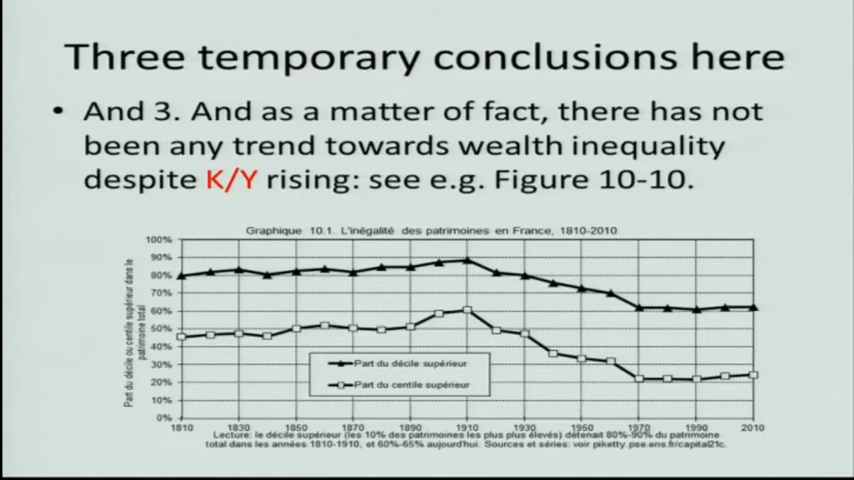 Three temporary conclusions here
• And 3. And as a matter of fact, there has not
been any trend towards wealth inequality
despite K/Y rising: see e.g. Figure 10-10.
Graphique 10.1. L'inégalité des patrimoines en France, 1810-2010
Part du décile ou centile supérieur dans le
patrimoine total
100%
90%
80%
70%
60%
50%
40%
30%
20%
10%
0%
Part du décile supérieur
Part du centile supérieur
1810 1830 1850 1870 1890 1910 1930 1950 1970 1990 2010
Lecture: le décile supérieur (les 10% des patrimoines les plus plus élevés) détenait 80%-90% du patrimoine
total dans les années 1810-1910, et 60%-65% aujourd'hui. Sources et séries: voir piketty.pse.ens.fr/capital21c.